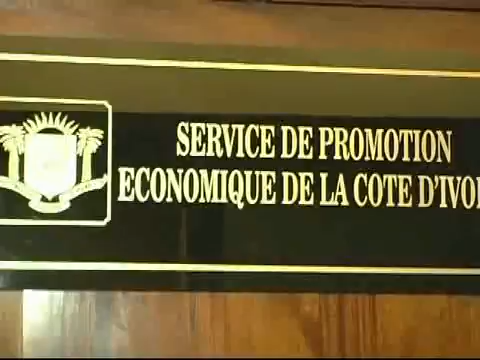 SERVICE DE PROMOTION
ECONOMIQUE DE LA COTE D'IVOI